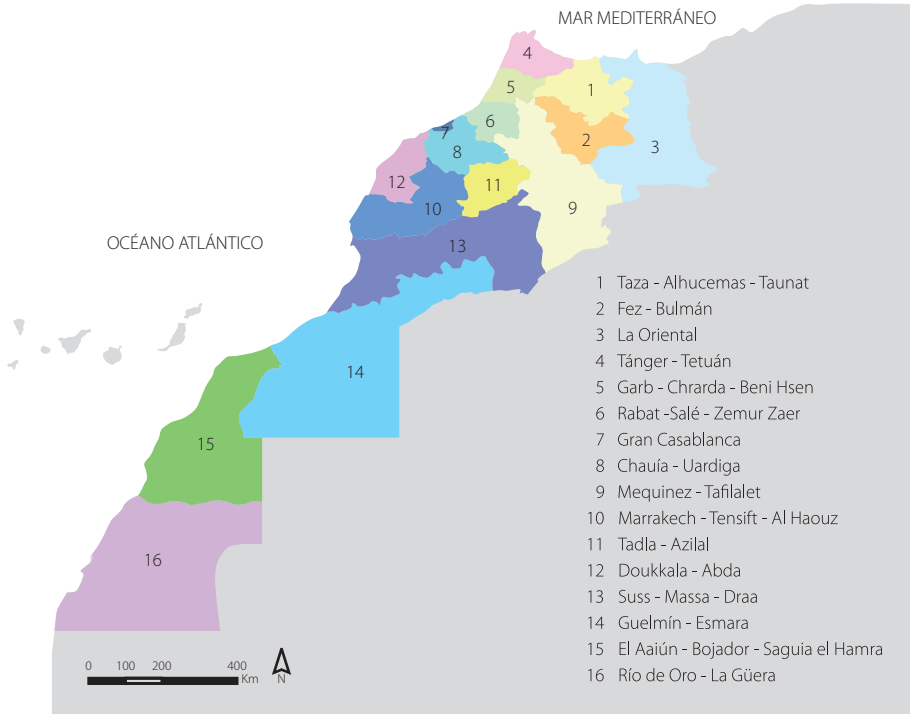 MAR MEDITERRÁNEO
4
5
1
6
7
2
8
3
12
11
10
9
OCÉANO ATLÁNTICO
13
14
15
16
1 Taza - Alhucemas - Taunat
2 Fez - Bulmán
3 La Oriental
4 Tánger - Tetuán
5 Garb - Chrarda - Beni Hsen
6 Rabat -Salé - Zemur Zaer
7 Gran Casablanca
8 Chauía - Uardiga
9 Mequinez - Tafilalet
10 Marrakech - Tensift - Al Haouz
11 Tadla - Azilal
12 Doukkala - Abda
13 Suss - Massa - Draa
14 Guelmín - Esmara
15 El Aaiún - Bojador - Saguia el Hamra
16 Río de Oro - La Güera
0 100 200 400
Km
N